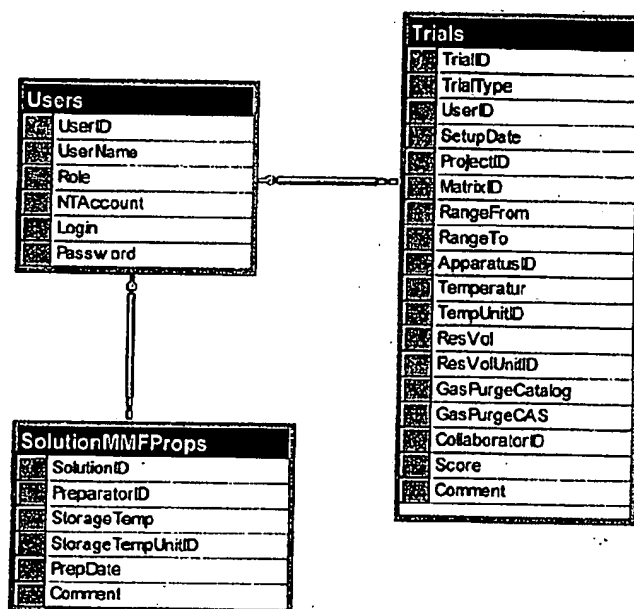 Users
UserID
UserName
Role
NTAccount
Login
Password
Trials
TrialID
TrialType
UserID
SetupDate
ProjectID
MatrixID
RangeFrom
RangeTo
ApparatusID
Temperatur
TempUnitID
ResVol
ResVolUnitID
GasPurgeCatalog
GasPurgeCAS
CollaboratorID
Score
Comment
SolutionMMFProps
SolutionID
PreparatorID
StorageTemp
StorageTempUnitID
PrepDate
Comment